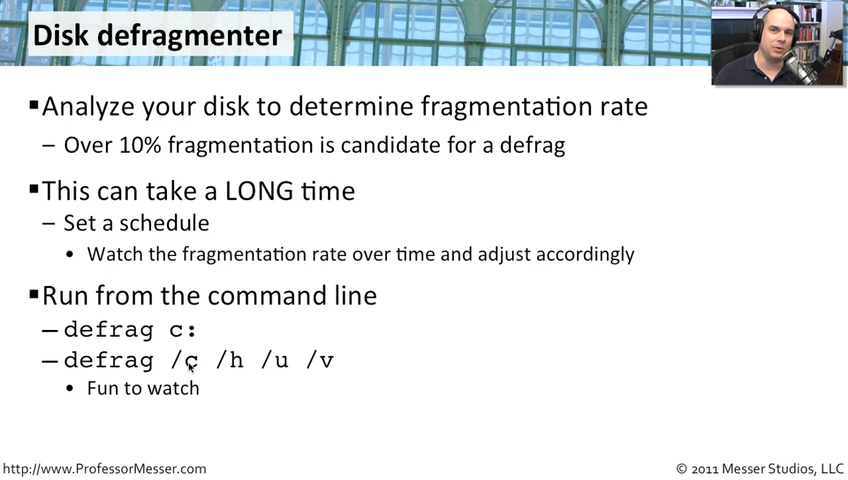 Disk defragmenter
▪Analyze your disk to determine fragmentation rate
– Over 10% fragmentation is candidate for a defrag
▪This can take a LONG time
– Set a schedule
• Watch the fragmentation rate over time and adjust accordingly
▪Run from the command line
– defrag c:
– defrag /c /h /u /v
• Fun to watch
http://www.ProfessorMesser.com
© 2011 Messer Studios, LLC